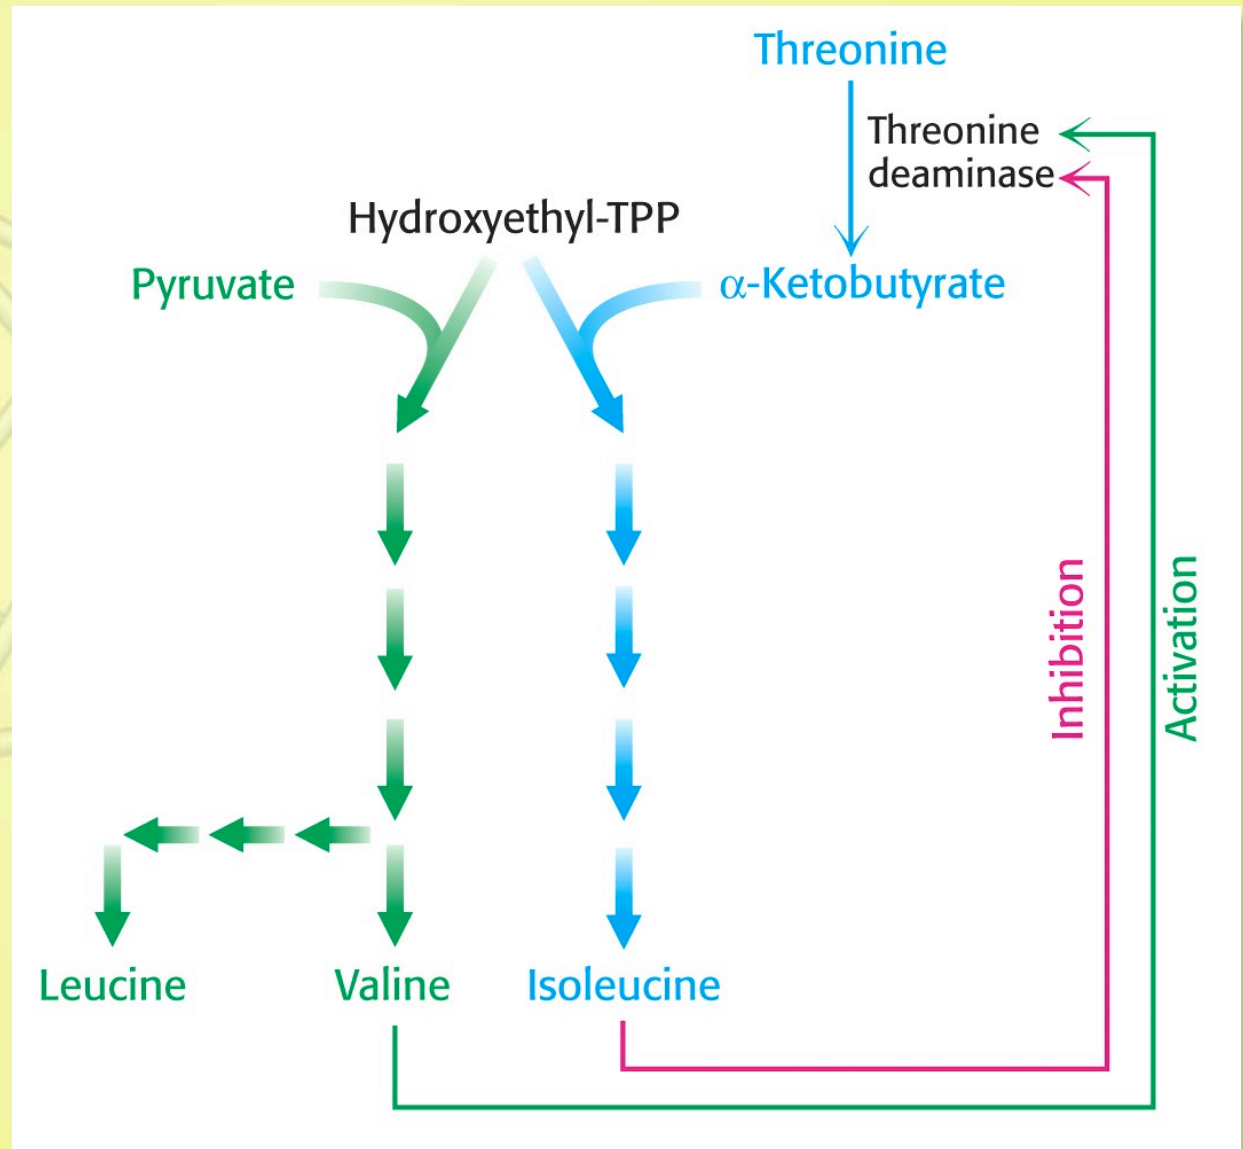 Threonine
Threonine
deaminase
Hydroxyethyl-TPP
Pyruvate
α-Ketobutyrate
Inhibition
Activation
Leucine
Valine
Isoleucine